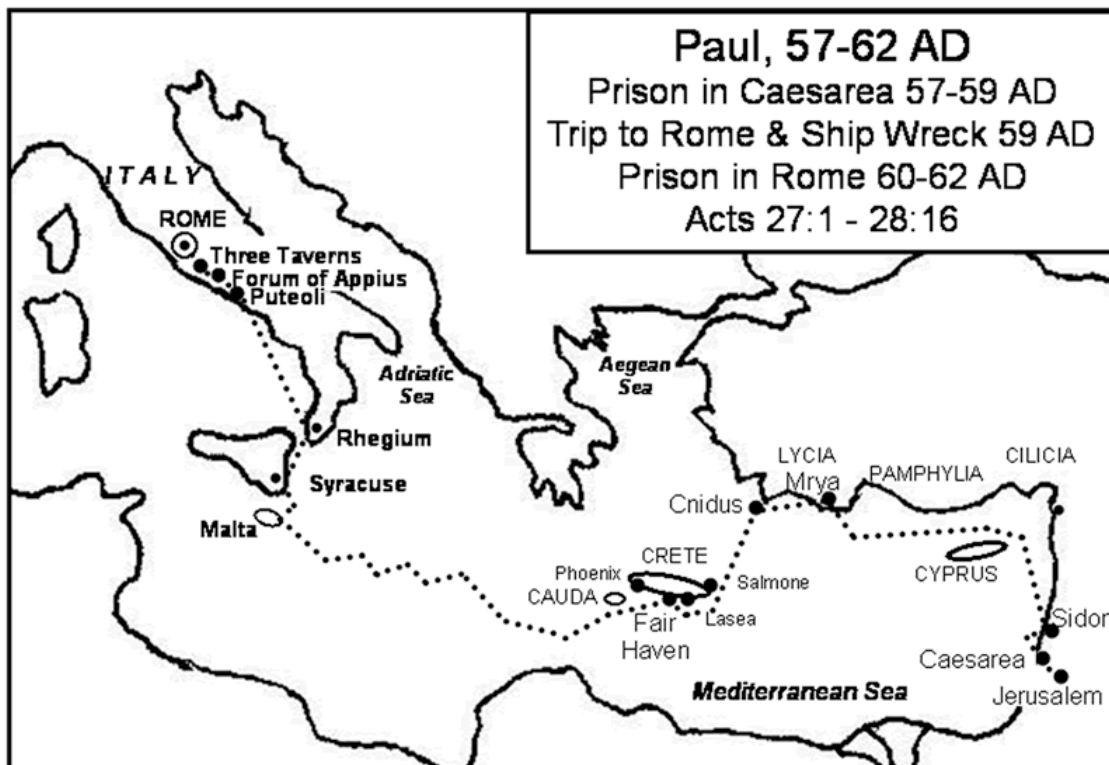 Paul, 57-62 AD
Prison in Caesarea 57-59 AD
Trip to Rome & Ship Wreck 59 AD
Prison in Rome 60-62 AD
Acts 27:1 - 28:16
ITALY
ROME
Three Taverns
Forum of Appius
Puteoli
Adriatic
Sea
Aegean
Sea
Rhegium
Syracuse
Malta
LYCIA
Mrya
PAMPHYLIA
CILICIA
Cnidus
CRETE
Phoenix
CAUDA
Salmone
Lasea
Fair
Haven
CYPRUS
Sidon
Caesarea
Jerusalem
Mediterranean Sea